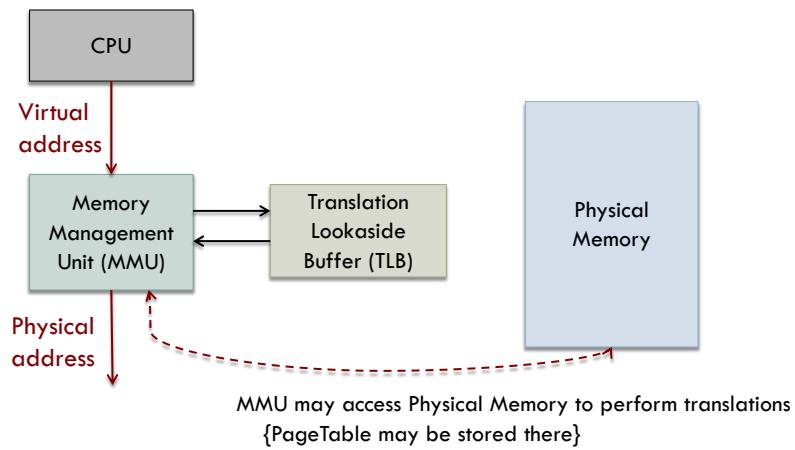 CPU
Virtual
address
Memory
Management
Unit (MMU)
Translation
Lookaside
Buffer (TLB)
Physical
Memory
Physical
address
MMU may access Physical Memory to perform translations
{PageTable may be stored there}